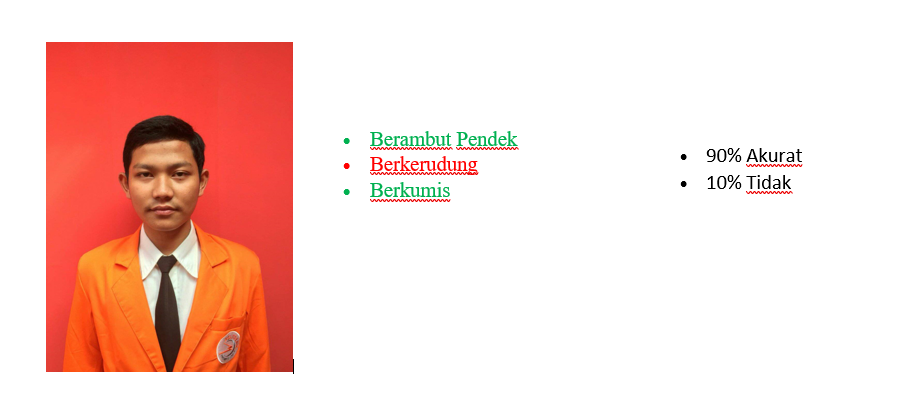 Berambut Pendek
Berkerudung
Berkumis
90% Akurat
10% Tidak